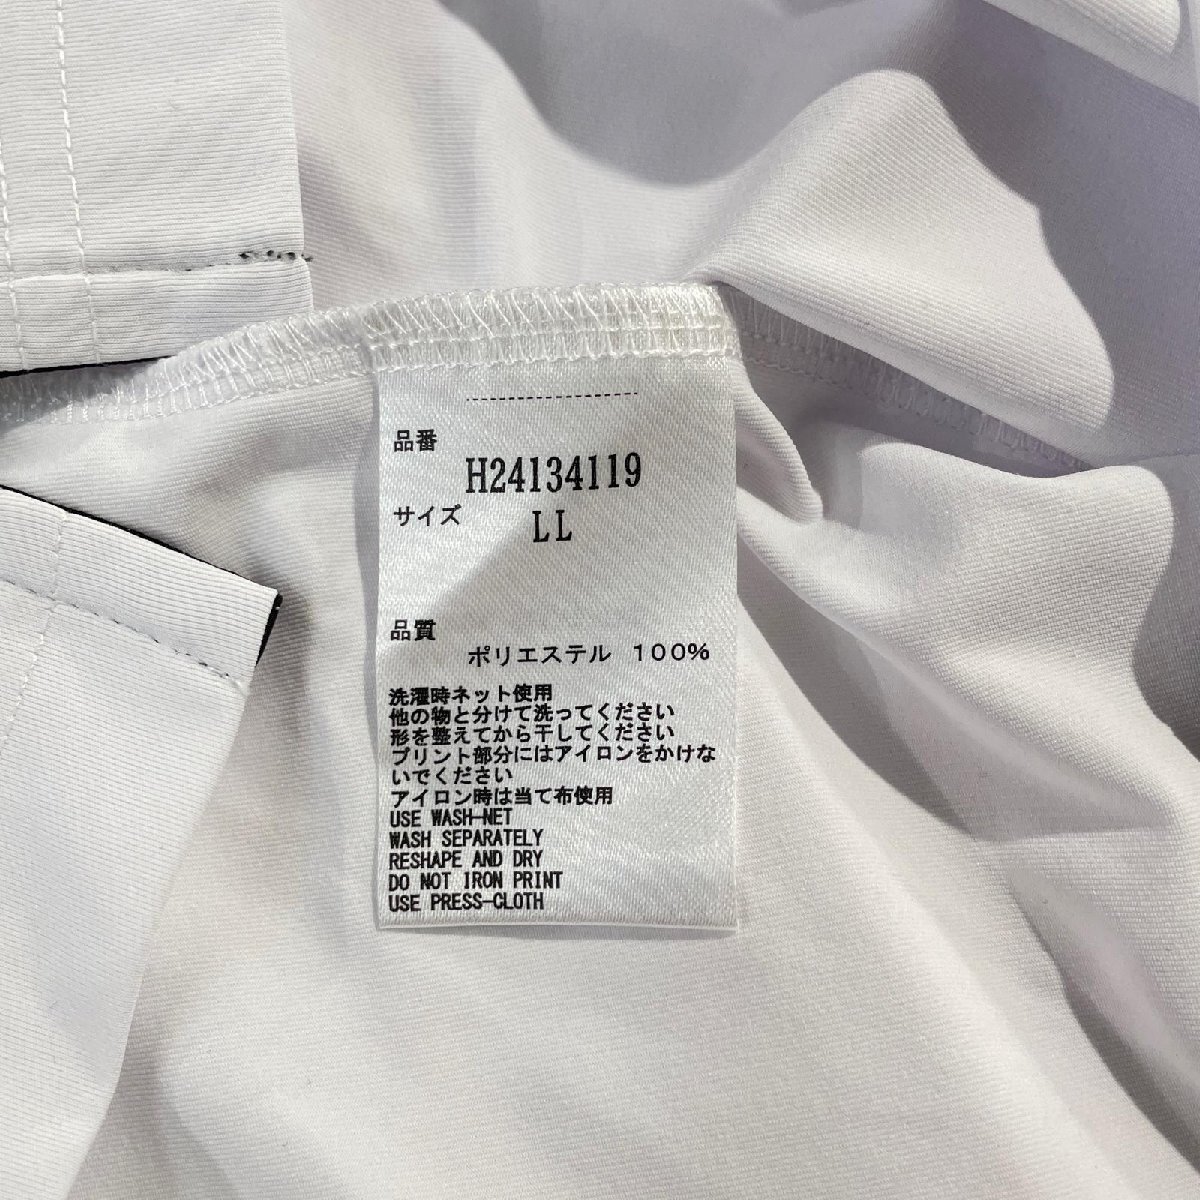 品番
H24134119
サイズ
LL
品質
ポリエステル 100%
洗濯時ネット使用
他の物と分けて洗ってください
形を整えてから干してください
プリント部分にはアイロンをかけな
いでください
アイロン時は当て布使用
USE WASH-NET
WASH SEPARATELY
RESHAPE AND DRY
DO NOT IRON PRINT
USE PRESS-CLOTH